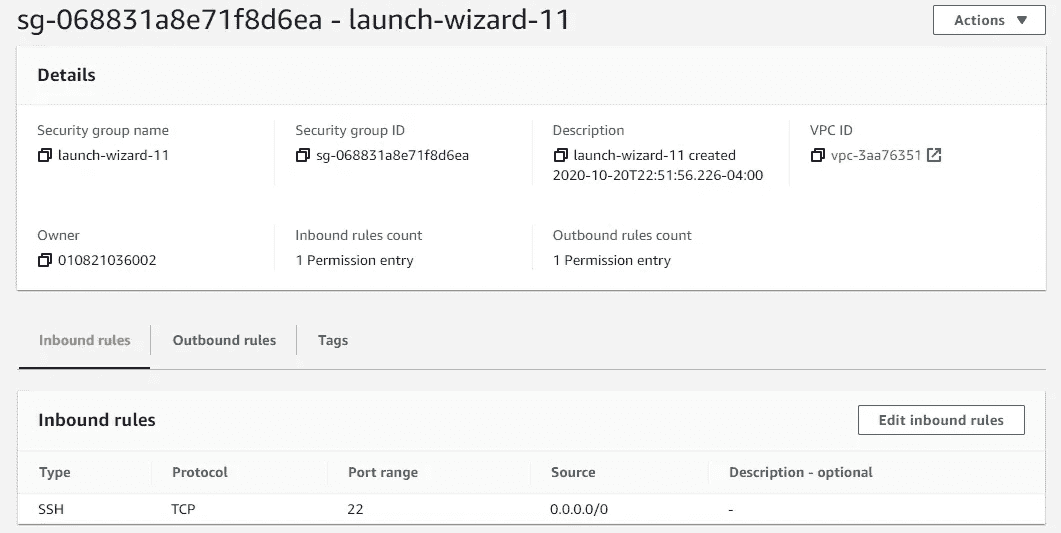 sg-068831a8e71f8d6ea - launch-wizard-11
Actions ▼
Details
Security group name
Security group ID
Description
VPC ID
launch-wizard-11
sg-068831a8e71f8d6ea
launch-wizard-11 created
2020-10-20T22:51:56.226-04:00
vpc-3aa76351
Owner
Inbound rules count
Outbound rules count
010821036002
1 Permission entry
1 Permission entry
Inbound rules
Outbound rules
Tags
Inbound rules
Edit inbound rules
Type
Protocol
Port range
Source
Description - optional
SSH
TCP
22
0.0.0.0/0
-